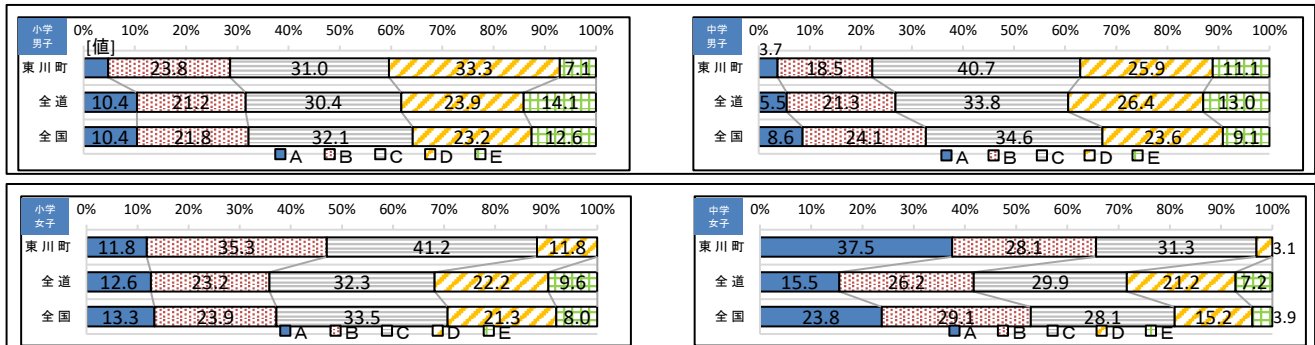 小学
男子
0% 10% 20% 30% 40% 50% 60% 70% 80% 90% 100%
[値]
東川町 23.8 31.0 33.3 7.1
全道 10.4 21.2 30.4 23.9 14.1
全国 10.4 21.8 32.1 23.2 12.6
A B C D E
中学
男子
0% 10% 20% 30% 40% 50% 60% 70% 80% 90% 100%
3.7
東川町 18.5 40.7 25.9 11.1
全道 5.5 21.3 33.8 26.4 13.0
全国 8.6 24.1 34.6 23.6 9.1
A B C D E
小学
女子
0% 10% 20% 30% 40% 50% 60% 70% 80% 90% 100%
東川町 11.8 35.3 41.2 11.8
全道 12.6 23.2 32.3 22.2 9.6
全国 13.3 23.9 33.5 21.3 8.0
A B C D E
中学
女子
0% 10% 20% 30% 40% 50% 60% 70% 80% 90% 100%
東川町 37.5 28.1 31.3 3.1
全道 15.5 26.2 29.9 21.2 7.2
全国 23.8 29.1 28.1 15.2 3.9
A B C D E